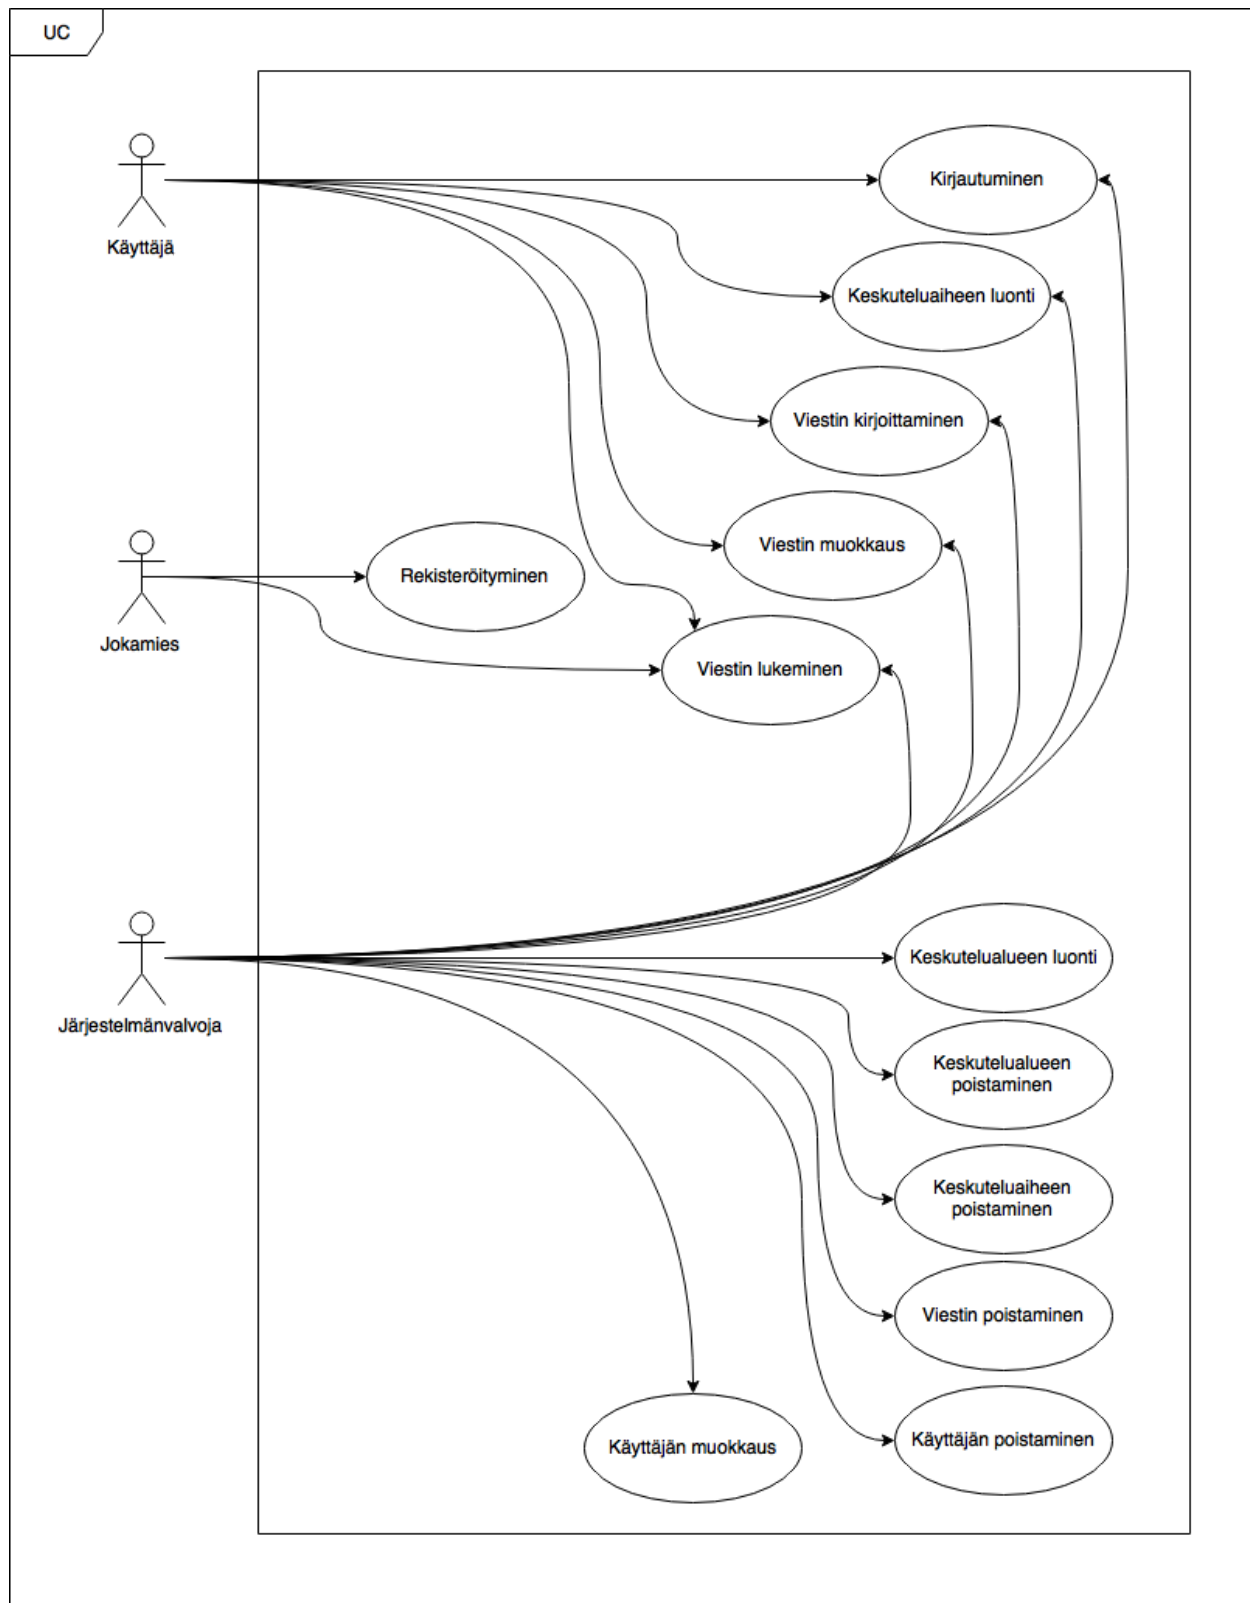 UC
Kirjautuminen
Käyttäjä
Keskuteluaiheen luonti
Viestin kirjoittaminen
Viestin muokkaus
Rekisteröityminen
Jokamies
Viestin lukeminen
Keskutelualueen luonti
Järjestelmänvalvoja
Keskutelualueen
poistaminen
Keskuteluaiheen
poistaminen
Viestin poistaminen
Käyttäjän muokkaus
Käyttäjän poistaminen